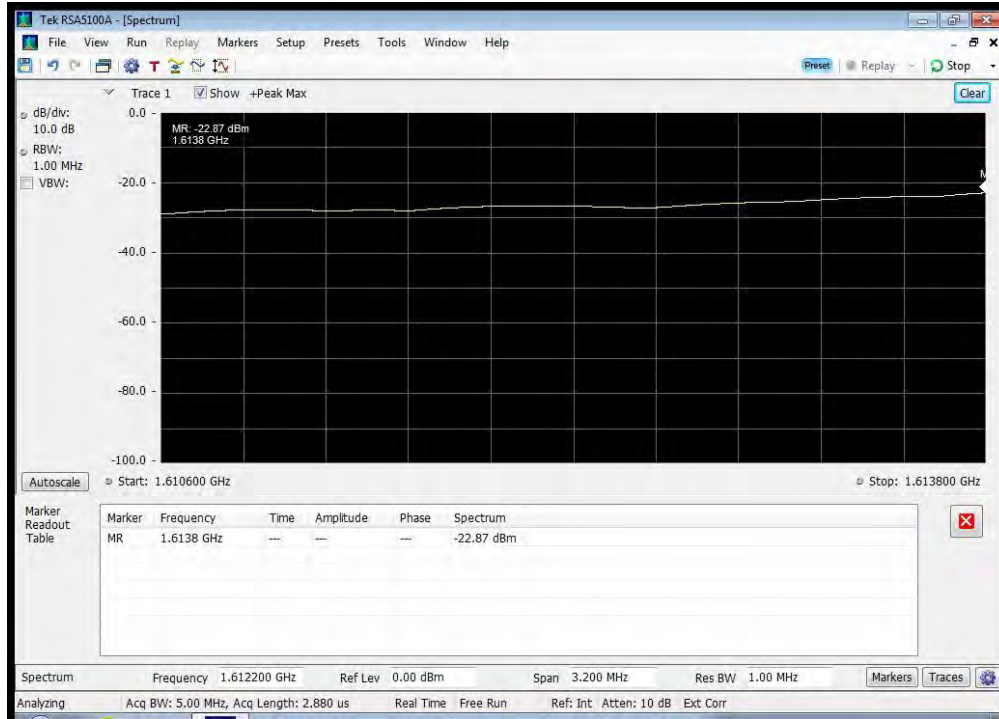 Tek RSA5100A - [Spectrum]
File View Run Replay Markers Setup Presets Tools Window Help
T
Preset Replay Stop
Trace 1 Show +Peak Max Clear
dB/div:
10.0 dB
RBW:
1.00 MHz
VBW:
0.0
MR: -22.87 dBm
1.6138 GHz
M
-20.0
-40.0
-60.0
-80.0
-100.0
Autoscale Start: 1.610600 GHz Stop: 1.613800 GHz
Marker
Readout
Table
Marker Frequency Time Amplitude Phase Spectrum
MR 1.6138 GHz --- --- --- -22.87 dBm
Spectrum Frequency 1.612200 GHz Ref Lev 0.00 dBm Span 3.200 MHz Res BW 1.00 MHz Markers Traces
Analyzing Acq BW: 5.00 MHz, Acq Length: 2.880 us Real Time Free Run Ref: Int Atten: 10 dB Ext Corr